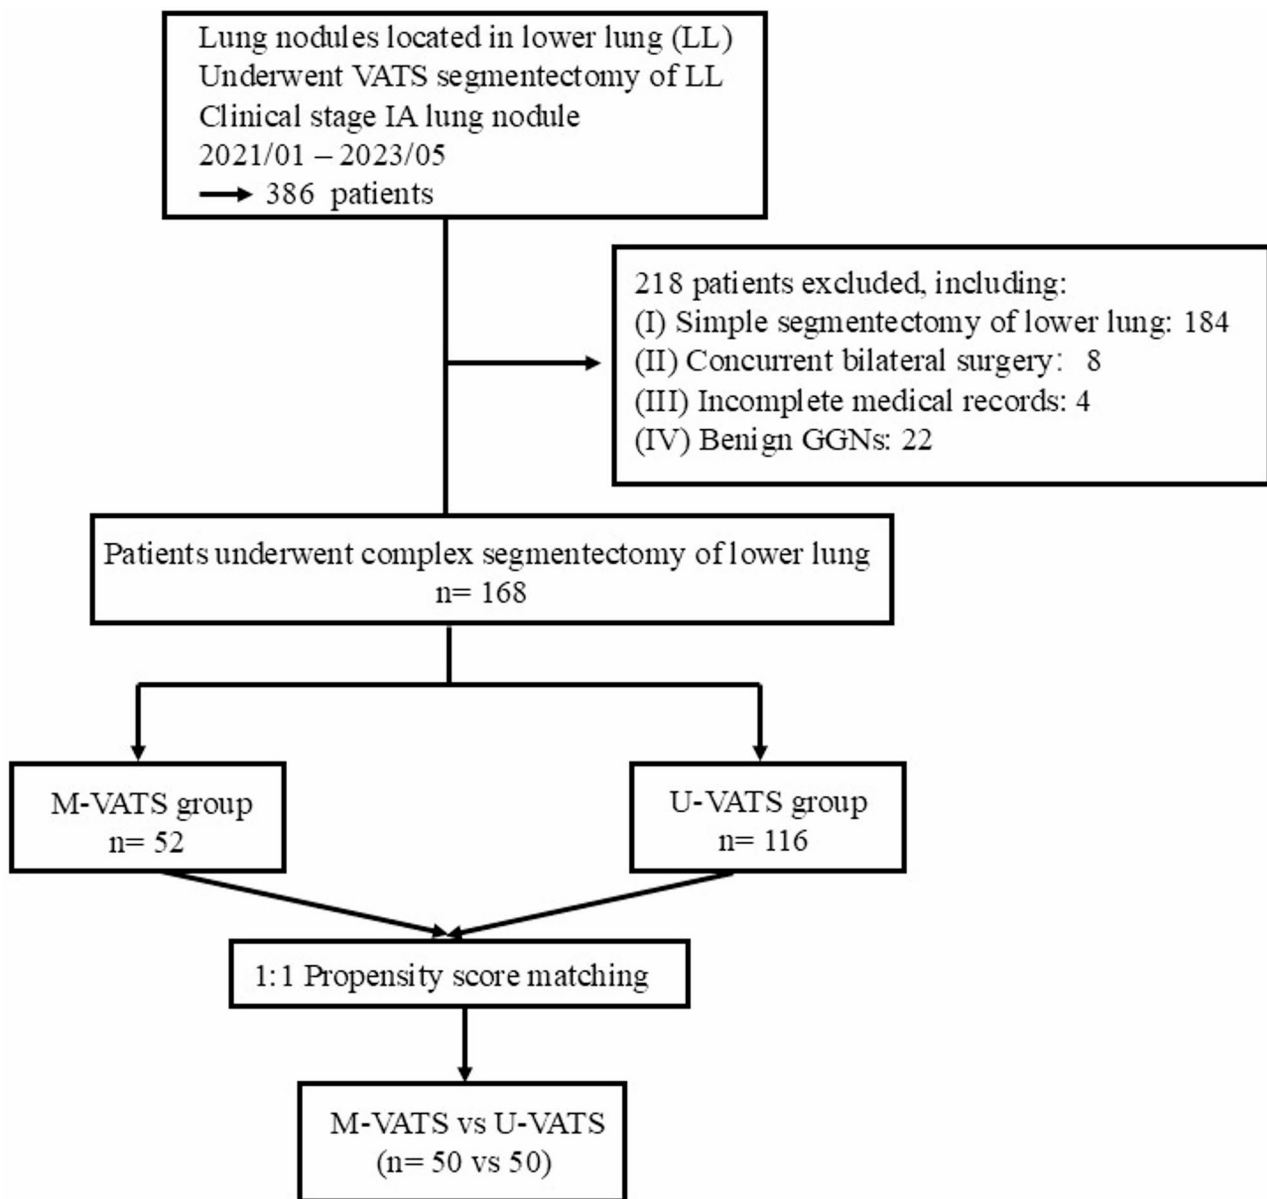 Lung nodules located in lower lung (LL)
Underwent VATS segmentectomy of LL
Clinical stage IA lung nodule
2021/01 – 2023/05
→ 386 patients
218 patients excluded, including:
(I) Simple segmentectomy of lower lung: 184
(II) Concurrent bilateral surgery: 8
(III) Incomplete medical records: 4
(IV) Benign GGNs: 22
Patients underwent complex segmentectomy of lower lung
n= 168
M-VATS group
n= 52
U-VATS group
n= 116
1:1 Propensity score matching
M-VATS vs U-VATS
(n= 50 vs 50)